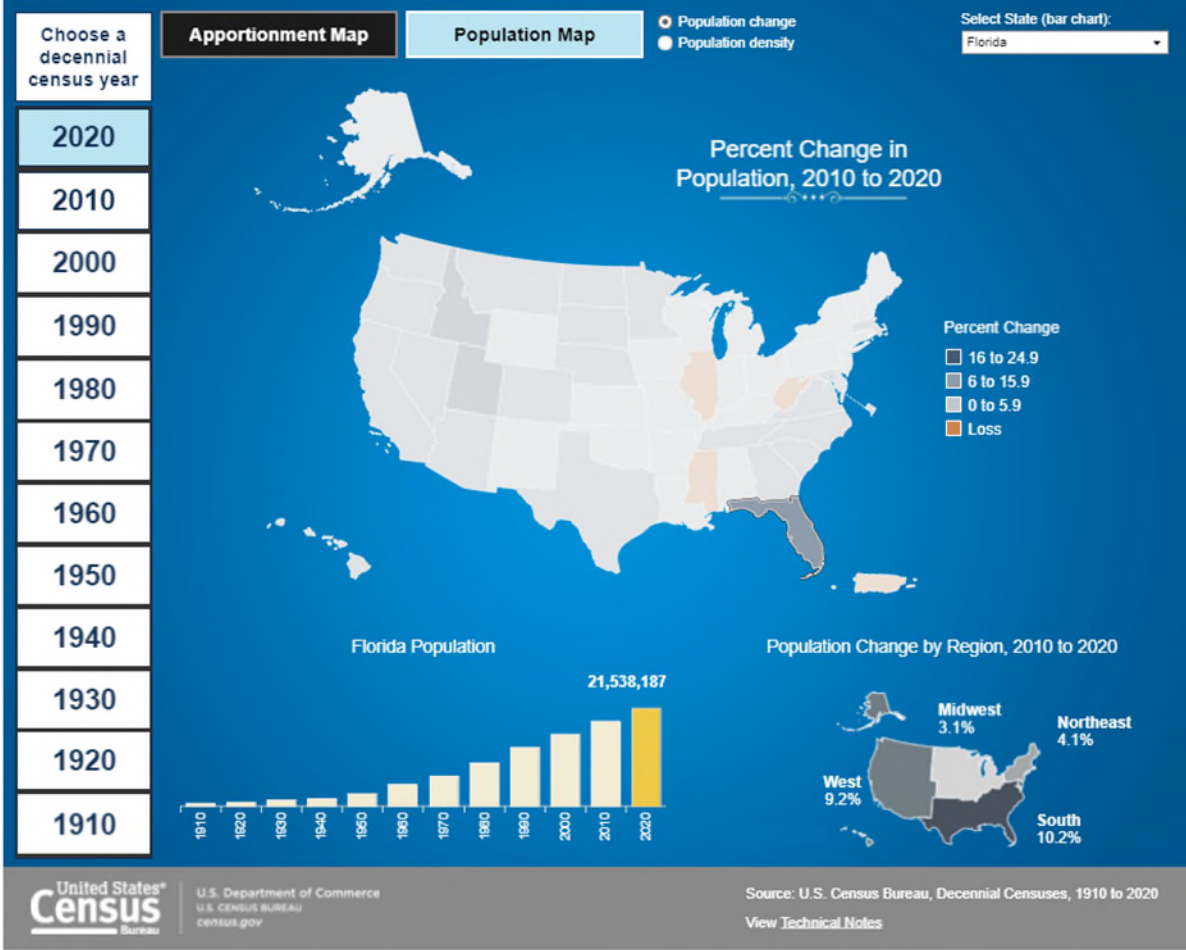 Choose a
decennial
census year
2020
2010
2000
1990
1980
1970
1960
1950
1940
1930
1920
1910
Apportionment Map
Population Map
Population change
Population density
Select State (bar chart):
Florida
Percent Change in
Population, 2010 to 2020
Percent Change
16 to 24.9
6 to 15.9
0 to 5.9
Loss
Florida Population
21,538,187
1910 1920 1930 1940 1950 1960 1970 1980 1990 2000 2010 2020
Population Change by Region, 2010 to 2020
Midwest
3.1%
Northeast
4.1%
West
9.2%
South
10.2%
United States®
Census
Bureau
U.S. Department of Commerce
U.S. CENSUS BUREAU
census.gov
Source: U.S. Census Bureau, Decennial Censuses, 1910 to 2020
View Technical Notes